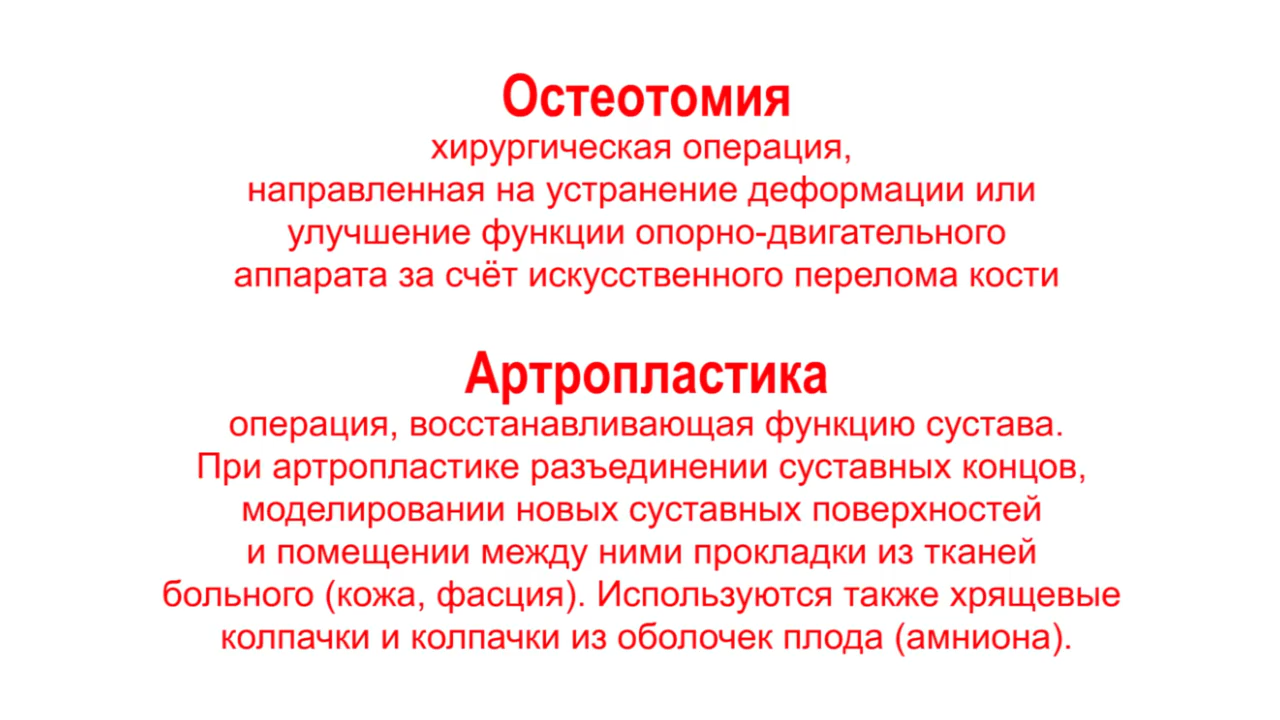 Остеотомия
хирургическая операция,
направленная на устранение деформации или
улучшение функции опорно-двигательного
аппарата за счёт искусственного перелома кости
Артропластика
операция, восстанавливающая функцию сустава.
При артропластике разъединении суставных концов,
моделировании новых суставных поверхностей
и помещении между ними прокладки из тканей
больного (кожа, фасция). Используются также хрящевые
колпачки и колпачки из оболочек плода (амниона).